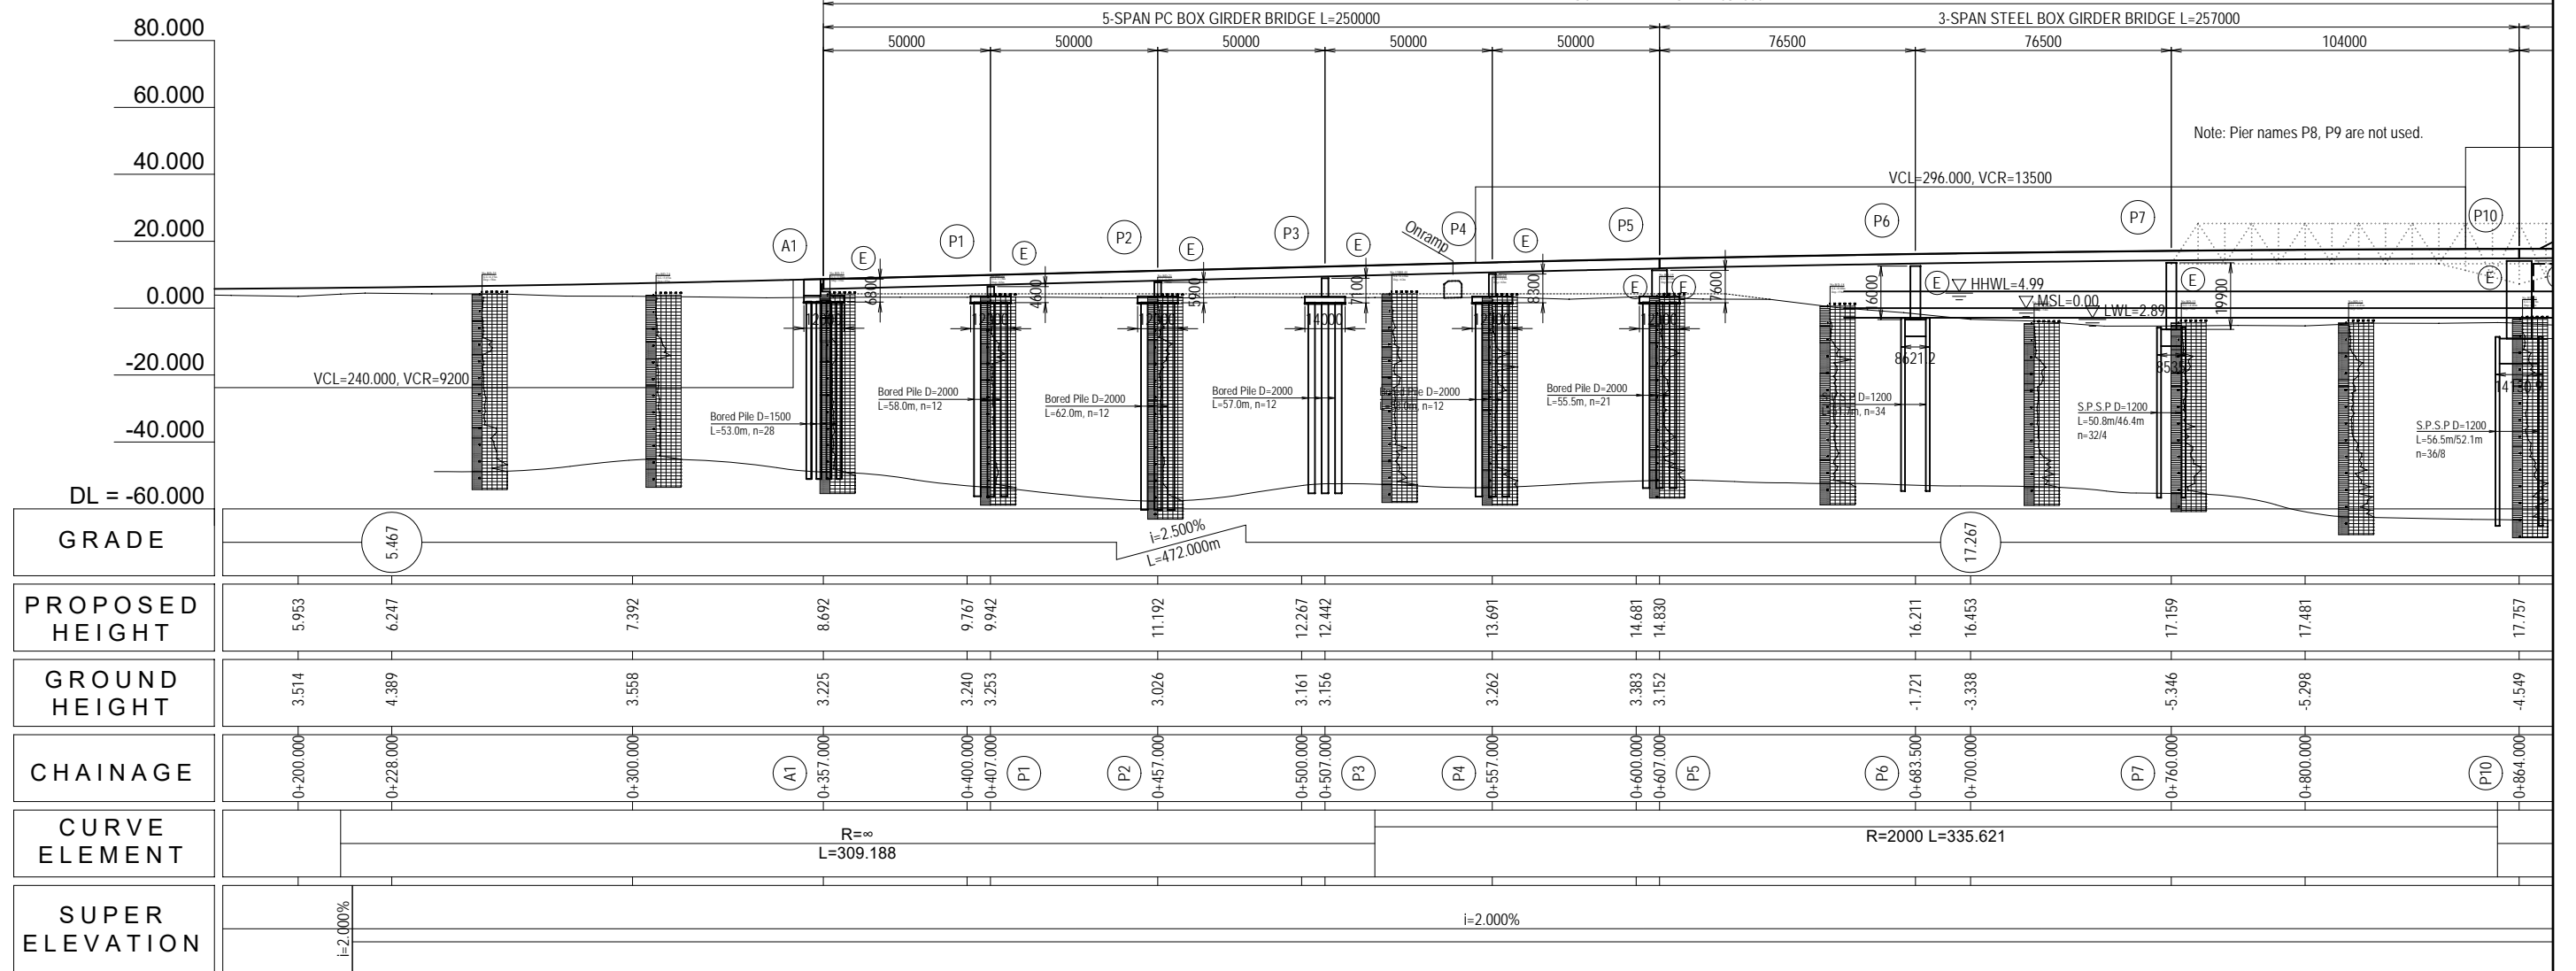 5-SPAN PC BOX GIRDER BRIDGE L=250000
3-SPAN STEEL BOX GIRDER BRIDGE L=257000
50000
50000
50000
50000
50000
76500
76500
104000
80.000
60.000
40.000
20.000
0.000
-20.000
-40.000
DL = -60.000
Note: Pier names P8, P9 are not used.
VCL=296.000, VCR=13500
VCL=240.000, VCR=9200
A1
P1
P2
P3
P4
P5
P6
P7
P10
Onramp
E
E
E
E
E
E
E
E
E
E
6800
4600
5900
7100
8300
7600
16000
19900
HHWL=4.99
MSL=0.00
LWL=2.89
14000
8621.2
Bored Pile D=1500
L=53.0m, n=28
Bored Pile D=2000
L=58.0m, n=12
Bored Pile D=2000
L=62.0m, n=12
Bored Pile D=2000
L=57.0m, n=12
D=2000
n=12
Bored Pile D=2000
L=55.5m, n=21
D=1200
n=34
S.P.S.P D=1200
L=50.8m/46.4m
n=32/4
S.P.S.P D=1200
L=56.5m/52.1m
n=36/8
GRADE
5.467
i=2.500%
L=472.000m
17.267
PROPOSED
HEIGHT
5.953
6.247
7.392
8.692
9.767
9.942
11.192
12.267
12.442
13.691
14.681
14.830
16.211
16.453
17.159
17.481
17.757
GROUND
HEIGHT
3.514
4.389
3.558
3.225
3.240
3.253
3.026
3.161
3.156
3.262
3.383
3.152
-1.721
-3.338
-5.346
-5.298
-4.549
CHAINAGE
0+200.000
0+228.000
0+300.000
A1
0+357.000
0+400.000
0+407.000
P1
P2
0+457.000
0+500.000
0+507.000
P3
P4
0+557.000
0+600.000
0+607.000
P5
P6
0+683.500
0+700.000
P7
0+760.000
0+800.000
P10
0+864.000
CURVE
ELEMENT
R=∞
L=309.188
R=2000 L=335.621
SUPER
ELEVATION
i=2.000%
i=2.000%